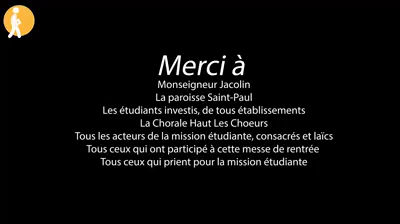 Merci à
Monseigneur Jacolin
La paroisse Saint-Paul
Les étudiants investis, de tous établissements
La Chorale Haut Les Choeurs
Tous les acteurs de la mission étudiante, consacrés et laïcs
Tous ceux qui ont participé à cette messe de rentrée
Tous ceux qui prient pour la mission étudiante